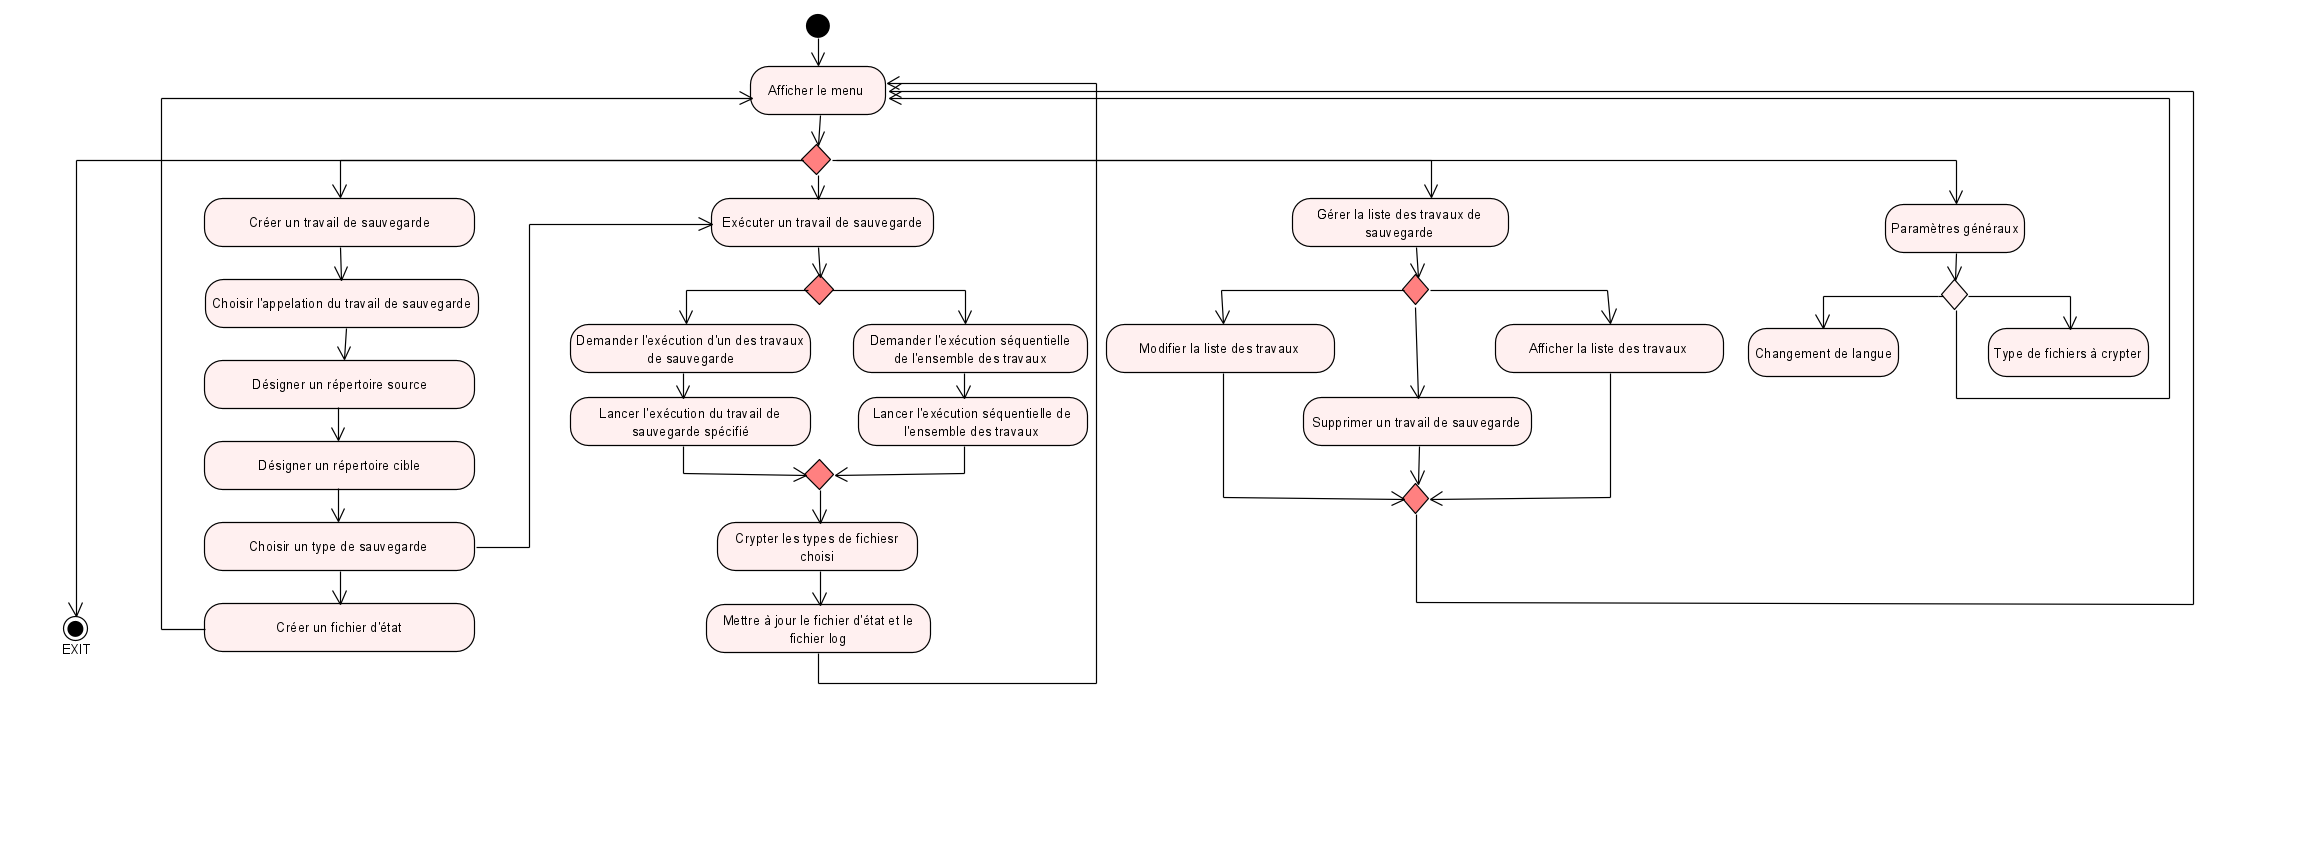 Afficher le menu
Créer un travail de sauvegarde
Choisir l'appelation du travail de sauvegarde
Désigner un répertoire source
Désigner un répertoire cible
Choisir un type de sauvegarde
Créer un fichier d'état
EXIT
Exécuter un travail de sauvegarde
Demander l'exécution d'un des travaux
de sauvegarde
Lancer l'exécution du travail de
sauvegarde spécifié
Demander l'exécution séquentielle
de l'ensemble des travaux
Lancer l'exécution séquentielle de
l'ensemble des travaux
Crypter les types de fichiesr
choisi
Mettre à jour le fichier d'état et le
fichier log
Gérer la liste des travaux de
sauvegarde
Modifier la liste des travaux
Supprimer un travail de sauvegarde
Afficher la liste des travaux
Paramètres généraux
Changement de langue
Type de fichiers à crypter